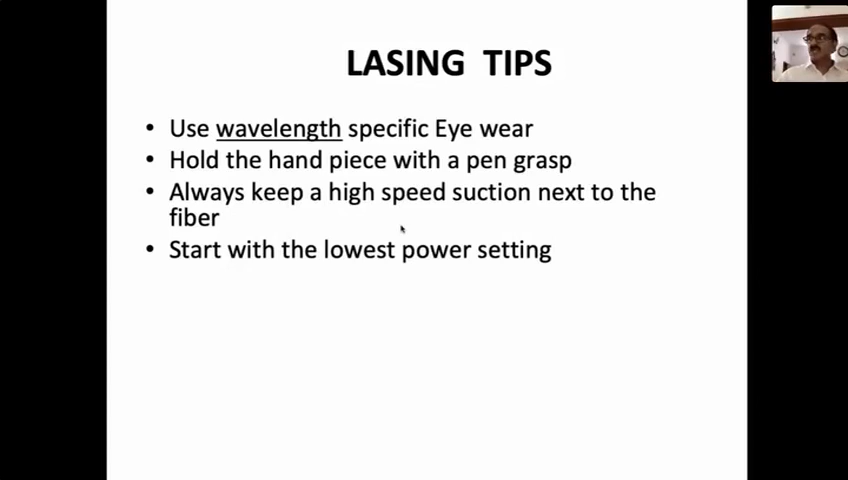 LASING TIPS
• Use wavelength specific Eye wear
• Hold the hand piece with a pen grasp
• Always keep a high speed suction next to the
fiber
• Start with the lowest power setting